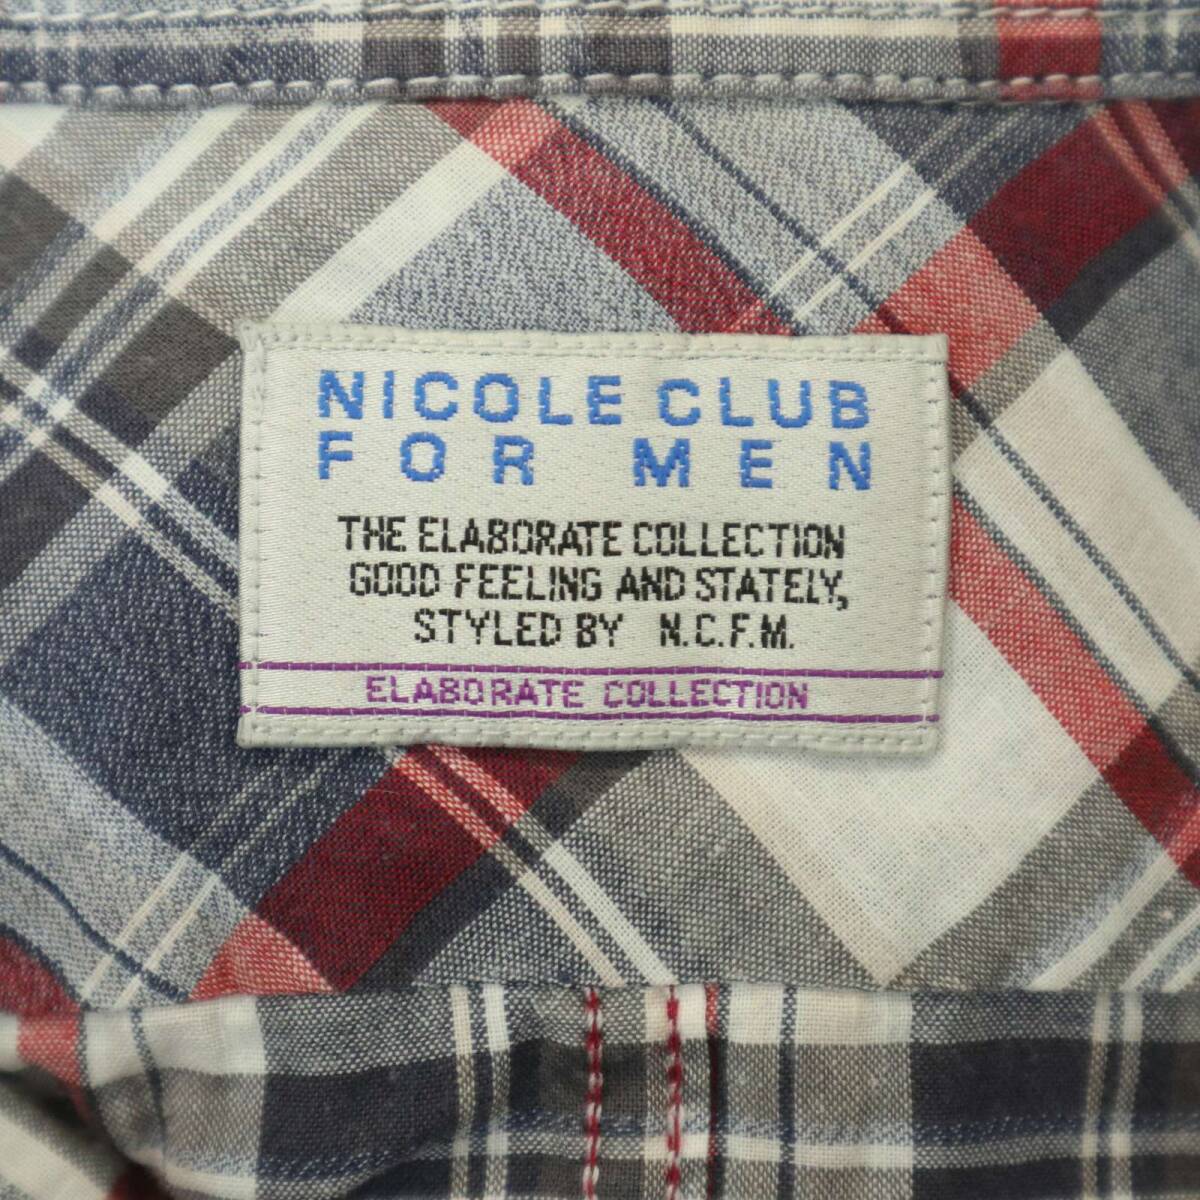 NICOLE CLUB
FOR MEN
THE ELABORATE COLLECTION
GOOD FEELING AND STATELY,
STYLED BY N.C.F.M.
ELABORATE COLLECTION